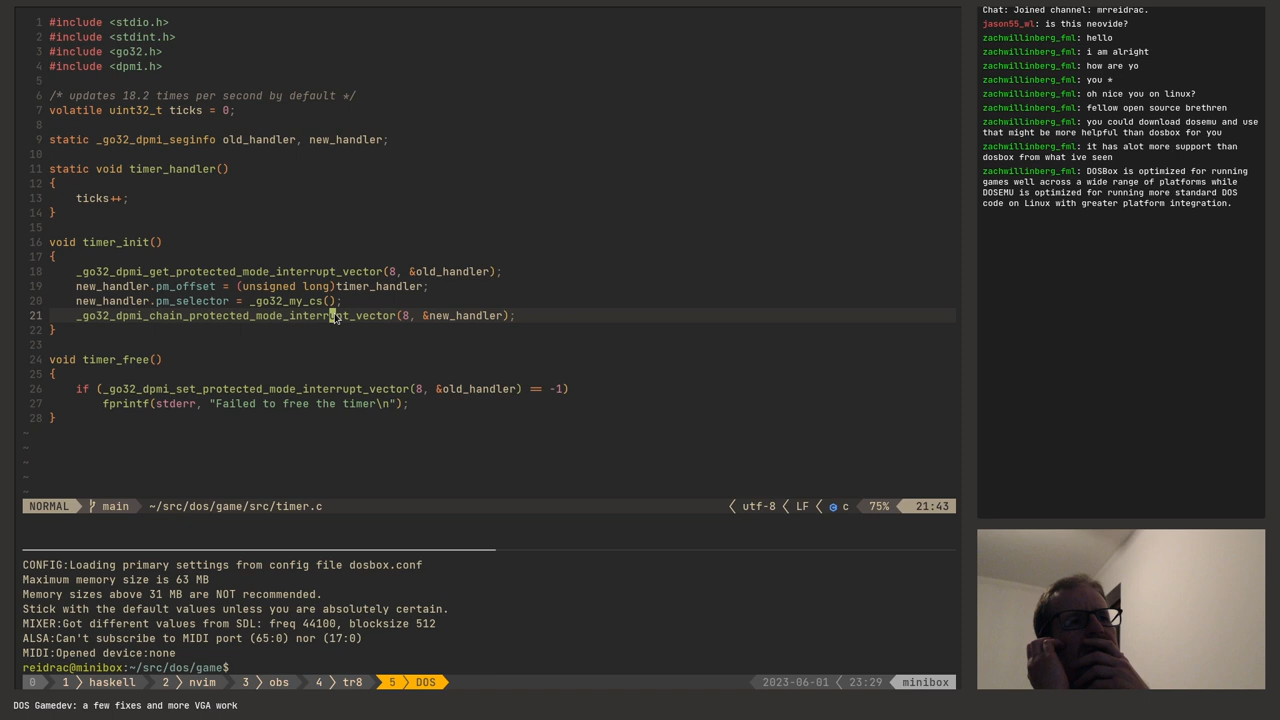 1 #include <stdio.h>
2 #include <stdint.h>
3 #include <go32.h>
4 #include <dpmi.h>
5
6 /* updates 18.2 times per second by default */
7 volatile uint32_t ticks = 0;
8
9 static _go32_dpmi_seginfo old_handler, new_handler;
10
11 static void timer_handler()
12 {
13     ticks++;
14 }
15
16 void timer_init()
17 {
18     _go32_dpmi_get_protected_mode_interrupt_vector(8, &old_handler);
19     new_handler.pm_offset = (unsigned long)timer_handler;
20     new_handler.pm_selector = _go32_my_cs();
21     _go32_dpmi_chain_protected_mode_interrupt_vector(8, &new_handler);
22 }
23
24 void timer_free()
25 {
26     if (_go32_dpmi_set_protected_mode_interrupt_vector(8, &old_handler) == -1)
27         fprintf(stderr, "Failed to free the timer\n");
28 }
~
~
~
~
~
NORMAL main ~/src/dos/game/src/timer.c utf-8 LF c 75% 21:43
CONFIG:Loading primary settings from config file dosbox.conf
Maximum memory size is 63 MB
Memory sizes above 31 MB are NOT recommended.
Stick with the default values unless you are absolutely certain.
MIXER:Got different values from SDL: freq 44100, blocksize 512
ALSA:Can't subscribe to MIDI port (65:0) nor (17:0)
MIDI:Opened device:none
reidrac@minibox:~/src/dos/game$
0 1 haskell 2 nvim 3 obs 4 tr8 5 DOS 2023-06-01 23:29 minibox
DOS Gamedev: a few fixes and more VGA work
Chat: Joined channel: mrreidrac.
jason55_wl: is this neovide?
zachwillinberg_fml: hello
zachwillinberg_fml: i am alright
zachwillinberg_fml: how are yo
zachwillinberg_fml: you *
zachwillinberg_fml: oh nice you on linux?
zachwillinberg_fml: fellow open source brethren
zachwillinberg_fml: you could download dosemu and use
that might be more helpful than dosbox for you
zachwillinberg_fml: it has alot more support than
dosbox from what ive seen
zachwillinberg_fml: DOSBox is optimized for running
games well across a wide range of platforms while
DOSEMU is optimized for running more standard DOS
code on Linux with greater platform integration.